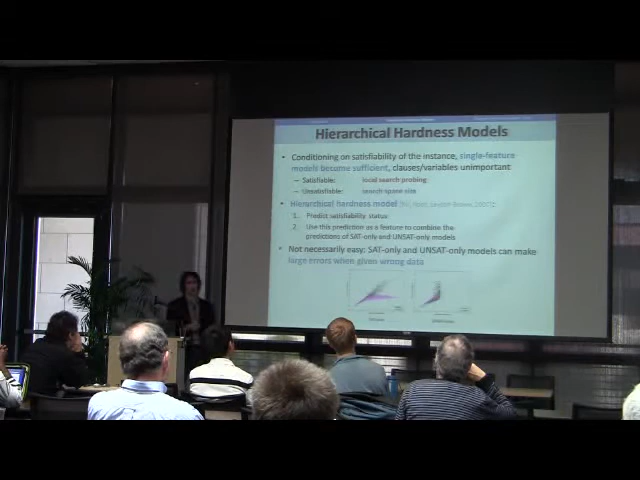 Hierarchical Hardness Models
• Conditioning on satisfiability of the instance, single-feature
models become sufficient, clauses/variables unimportant
– Satisfiable: local search probing
– Unsatisfiable: search space size
• Hierarchical hardness model
1. Predict satisfiability status
2. Use this prediction as a feature to combine the
predictions of SAT-only and UNSAT-only models
• Not necessarily easy: SAT-only and UNSAT-only models can make
large errors when given wrong data